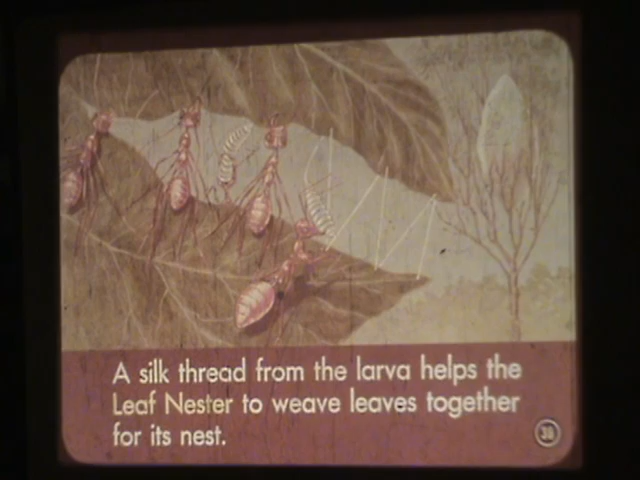 A silk thread from the larva helps the
Leaf Nester to weave leaves together
for its nest.